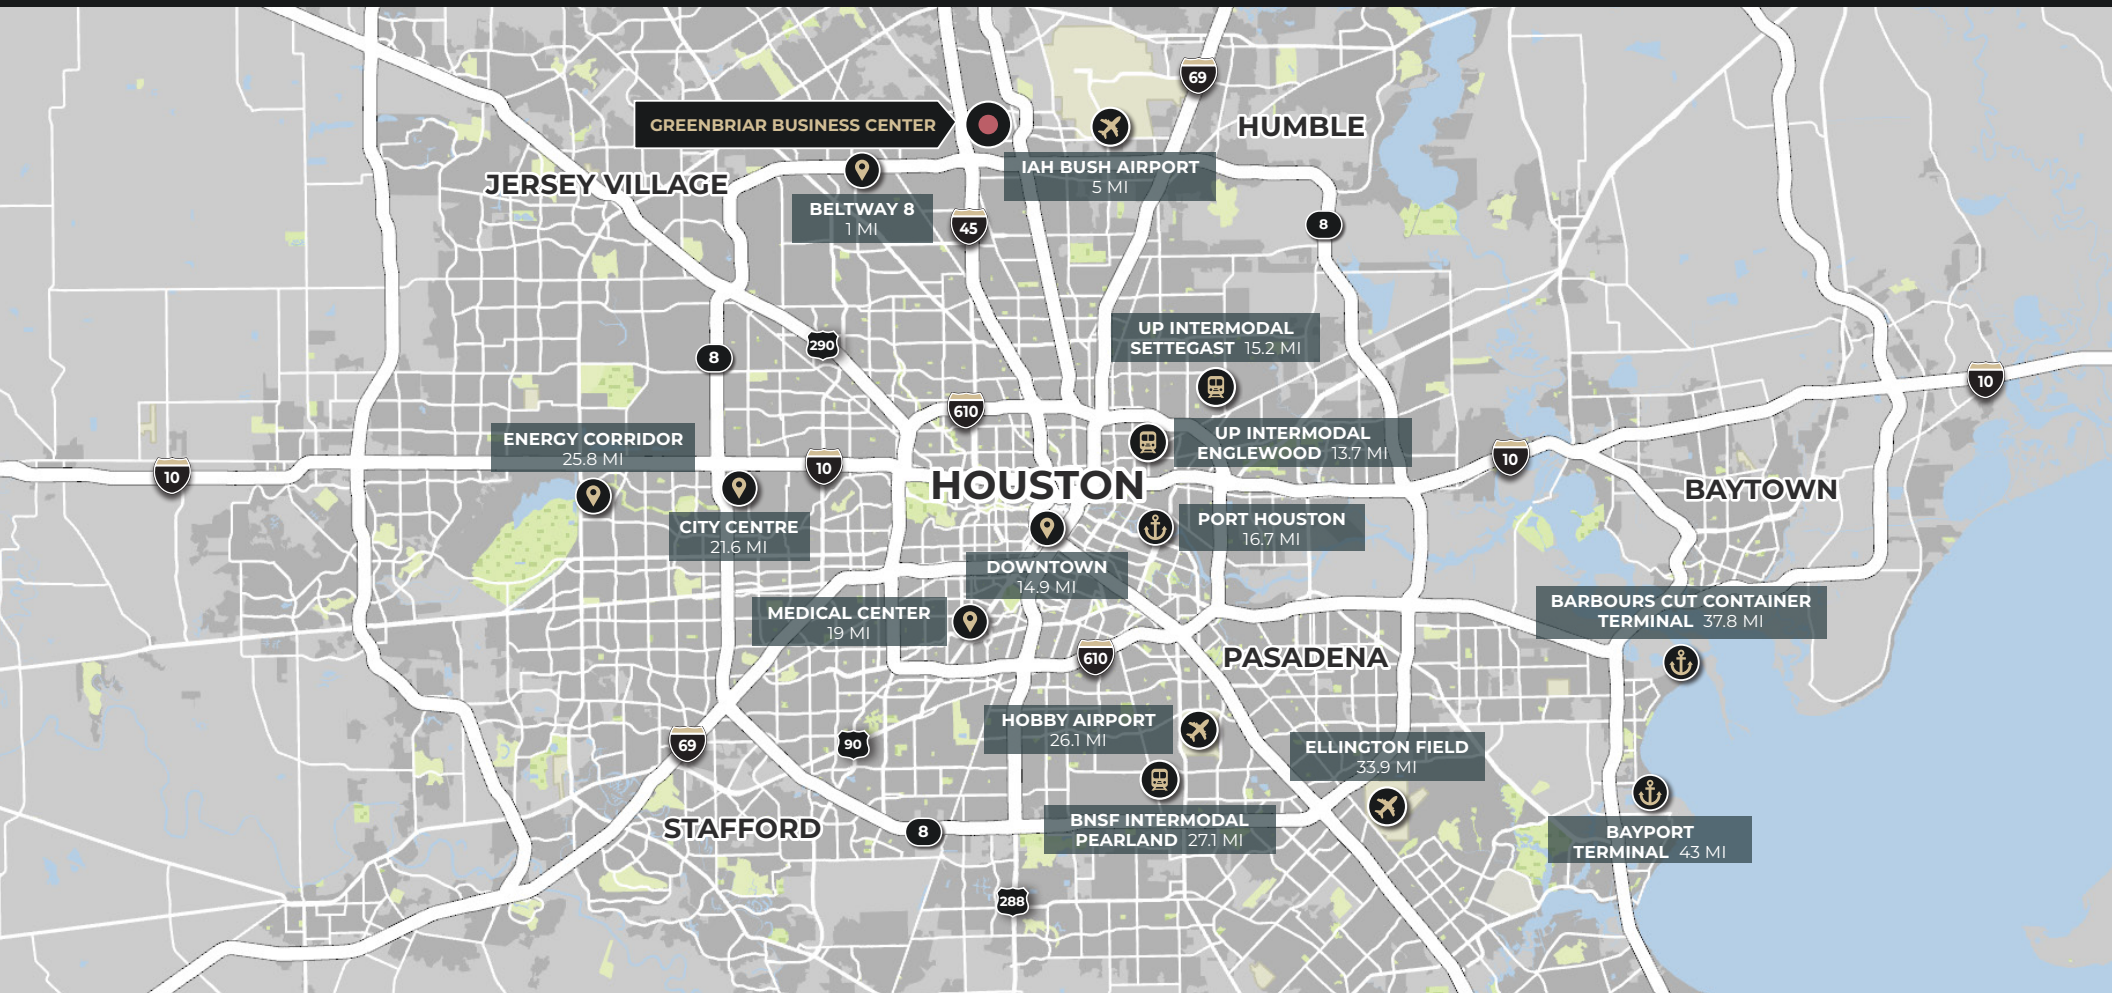 69
GREENBRIAR BUSINESS CENTER
HUMBLE
IAH BUSH AIRPORT
5 MI
JERSEY VILLAGE
BELTWAY 8
1 MI
45
8
UP INTERMODAL
SETTEGAST 15.2 MI
290
8
10
610
UP INTERMODAL
ENGLEWOOD 13.7 MI
ENERGY CORRIDOR
25.8 MI
10
10
10
HOUSTON
BAYTOWN
CITY CENTRE
21.6 MI
PORT HOUSTON
16.7 MI
DOWNTOWN
14.9 MI
MEDICAL CENTER
19 MI
BARBOURS CUT CONTAINER
TERMINAL 37.8 MI
610
PASADENA
HOBBY AIRPORT
26.1 MI
69
90
ELLINGTON FIELD
33.9 MI
STAFFORD
8
BNSF INTERMODAL
PEARLAND 27.1 MI
BAYPORT
TERMINAL 43 MI
288